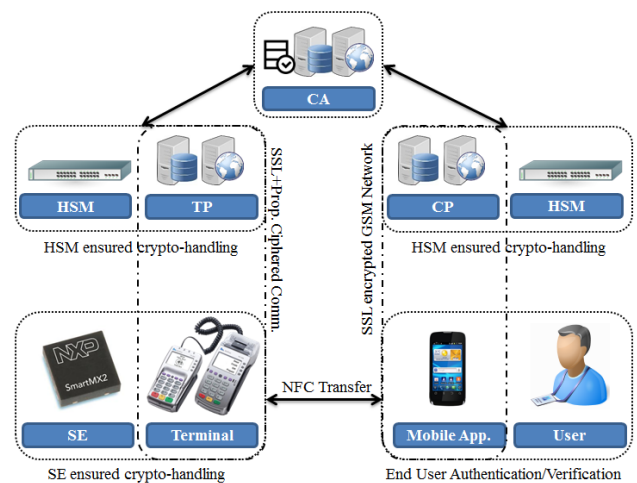 CA
HSM
TP
CP
HSM
HSM ensured crypto-handling
HSM ensured crypto-handling
SSL+Prop. Ciphered Comm.
SSL encrypted GSM Network
NXP
SmartMX2
NFC Transfer
SE
Terminal
Mobile App.
User
SE ensured crypto-handling
End User Authentication/Verification